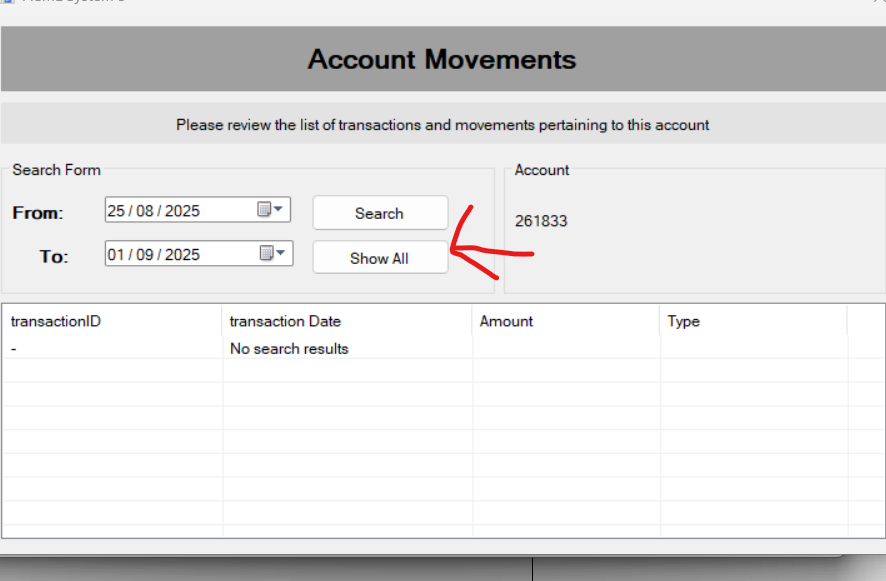 Account Movements
Please review the list of transactions and movements pertaining to this account
Search Form
From:
25 / 08 / 2025
Search
To:
01 / 09 / 2025
Show All
Account
261833
transactionID
transaction Date
Amount
Type
-
No search results